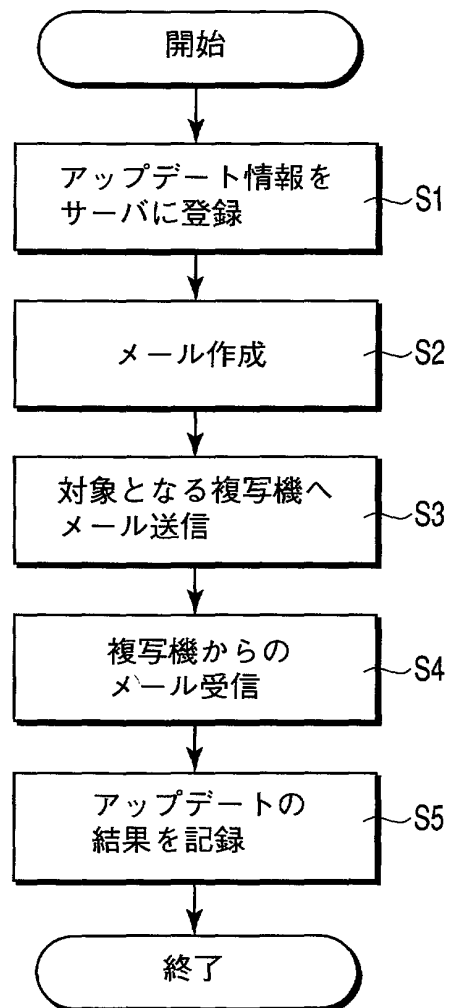 開始
アップデート情報を
サーバに登録
S1
メール作成
S2
対象となる複写機へ
メール送信
S3
複写機からの
メール受信
S4
アップデートの
結果を記録
S5
終了